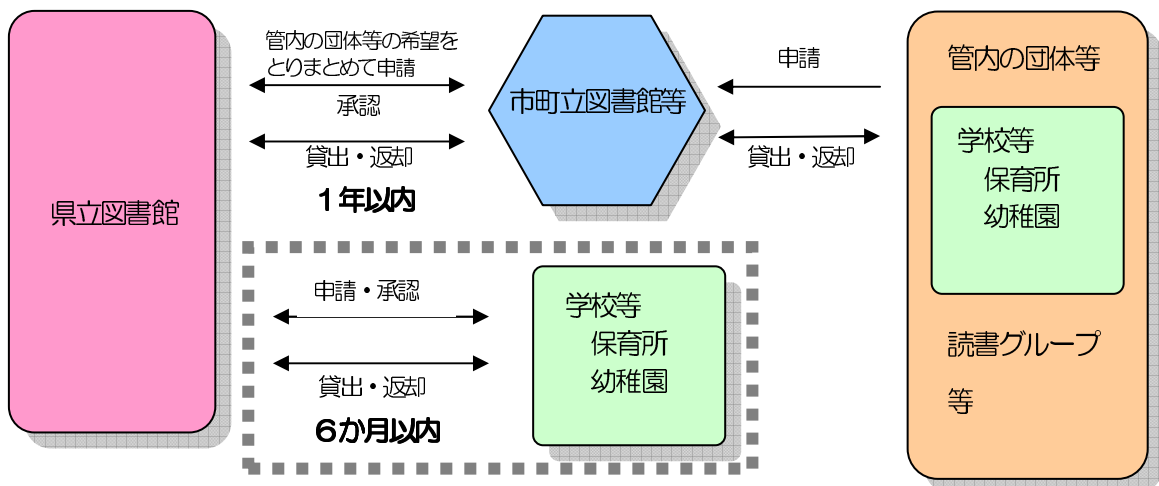 県立図書館
管内の団体等の希望を
とりまとめて申請
承認
貸出・返却
1年以内
市町立図書館等
申請
貸出・返却
管内の団体等
学校等
保育所
幼稚園
読書グループ
等
申請・承認
貸出・返却
6か月以内
学校等
保育所
幼稚園